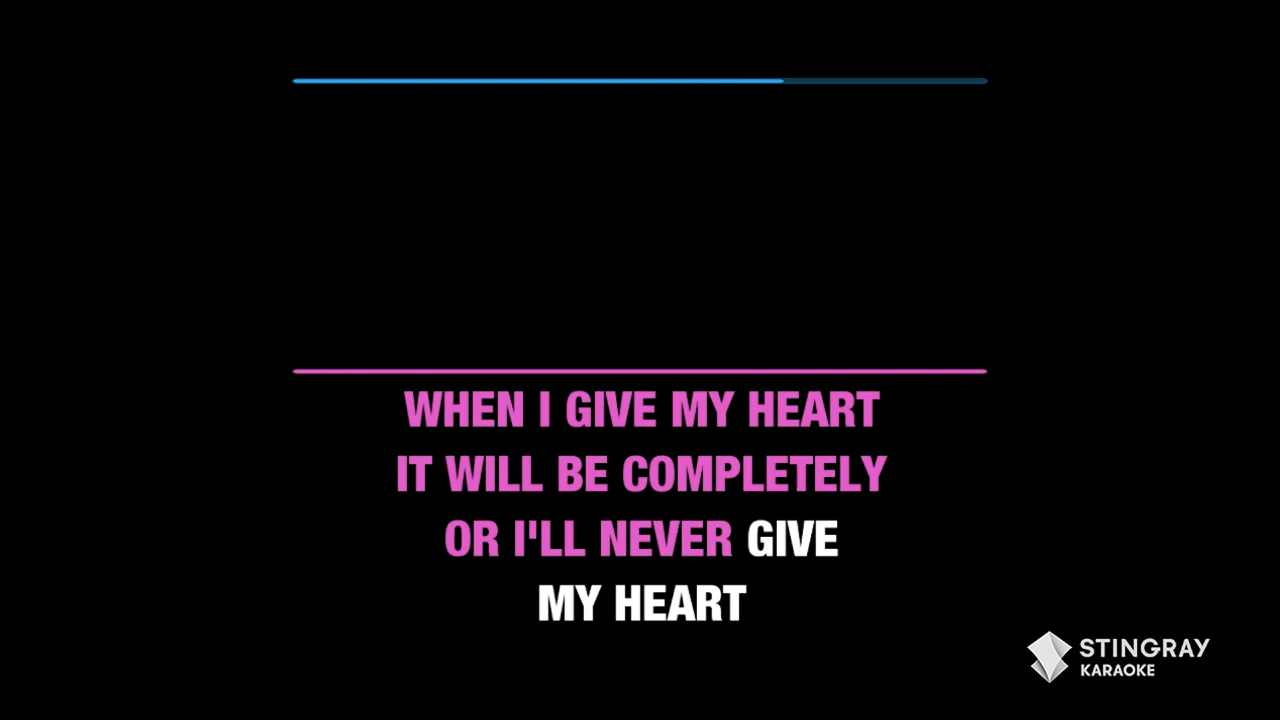 WHEN I GIVE MY HEART
IT WILL BE COMPLETELY
OR I'LL NEVER GIVE
MY HEART
STINGRAY
KARAOKE